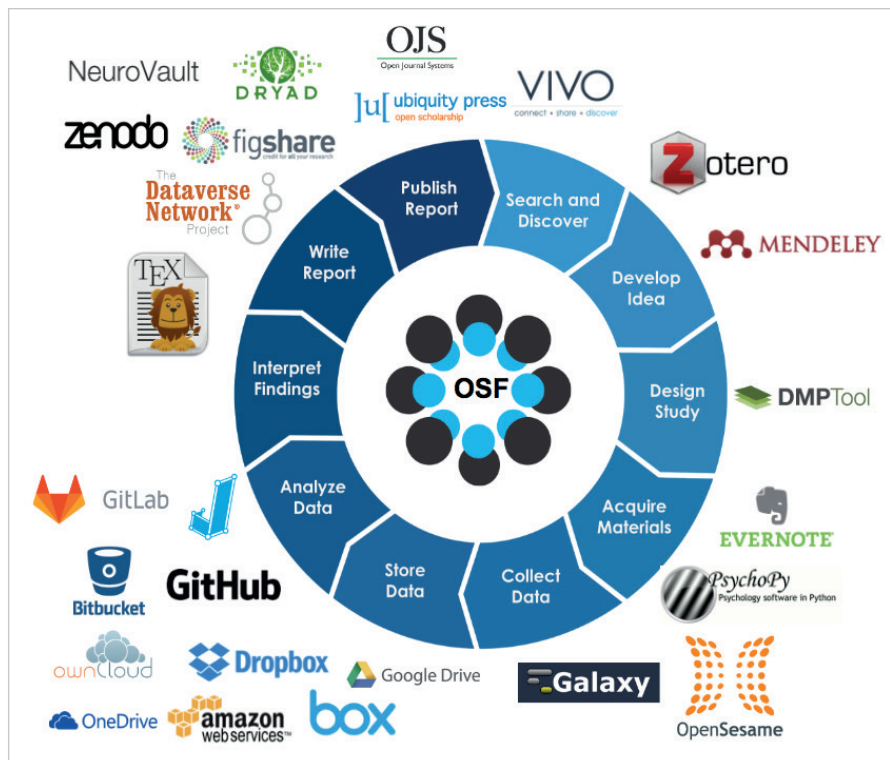 NeuroVault
DRYAD
OJS
Open Journal Systems
]u[ ubiquity press
open scholarship
VIVO
connect • share • discover
zenodo
figshare
credit for all your research
Zotero
The
Dataverse
Network®
Project
MENDELEY
TEX
Publish
Report
Search and
Discover
Develop
Idea
Design
Study
Acquire
Materials
Collect
Data
Store
Data
Analyze
Data
Interpret
Findings
Write
Report
OSF
DMPTool
EVERNOTE®
PsychoPy
Psychology software in Python
GitLab
Bitbucket
GitHub
ownCloud
Dropbox
Google Drive
Galaxy
OpenSesame
OneDrive
amazon
webservices™
box